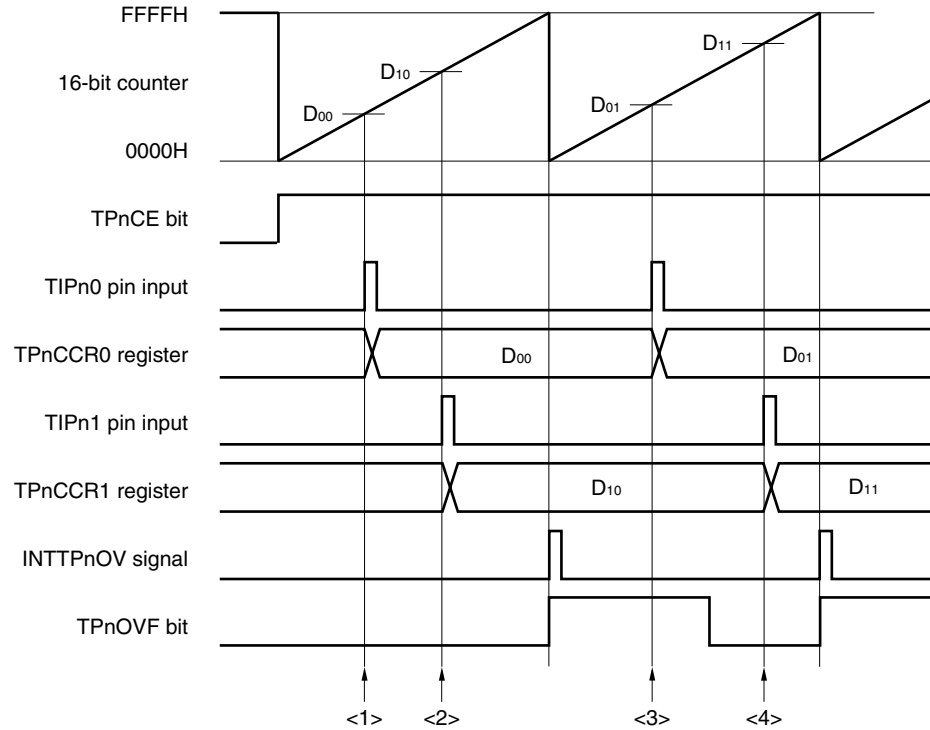 FFFFH
D11
D10
16-bit counter
D00
D01
0000H
TPnCE bit
TIPn0 pin input
TPnCCR0 register
D00
D01
TIPn1 pin input
TPnCCR1 register
D10
D11
INTTPnOV signal
TPnOVF bit
<1>
<2>
<3>
<4>